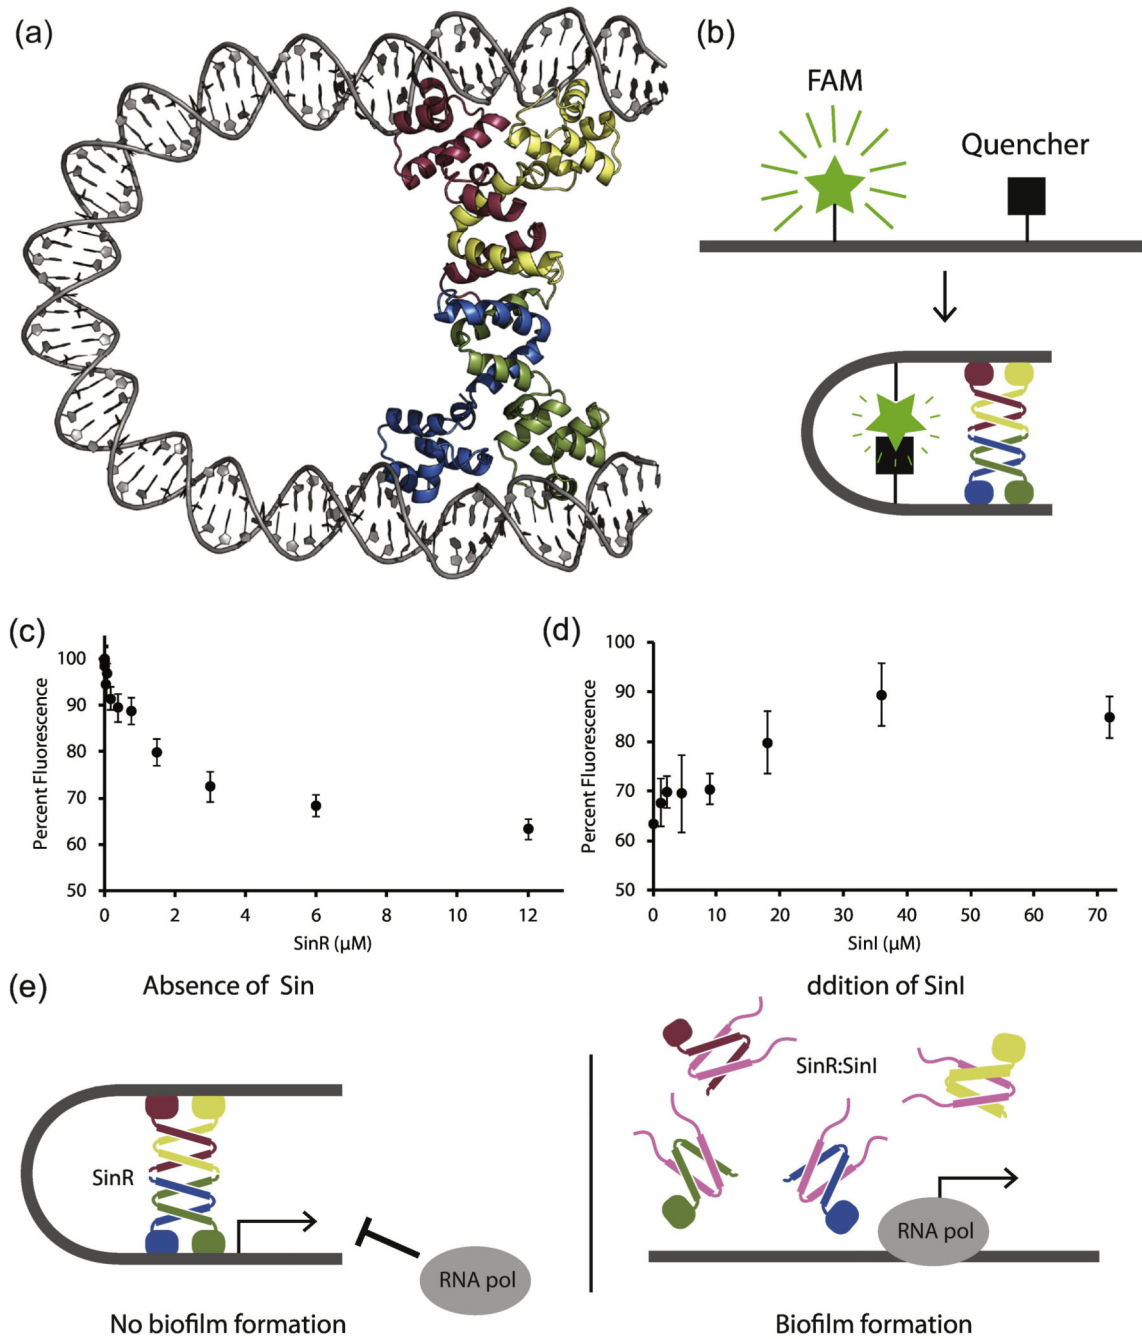 (a)
(b)
FAM
Quencher
(c)
Percent Fluorescence
100
90
80
70
60
50
0
2
4
6
8
10
12
SinR (μM)
(d)
Percent Fluorescence
100
90
80
70
60
50
0
10
20
30
40
50
60
70
SinI (μM)
(e)
Absence of Sin
SinR
RNA pol
No biofilm formation
ddition of SinI
SinR:SinI
RNA pol
Biofilm formation